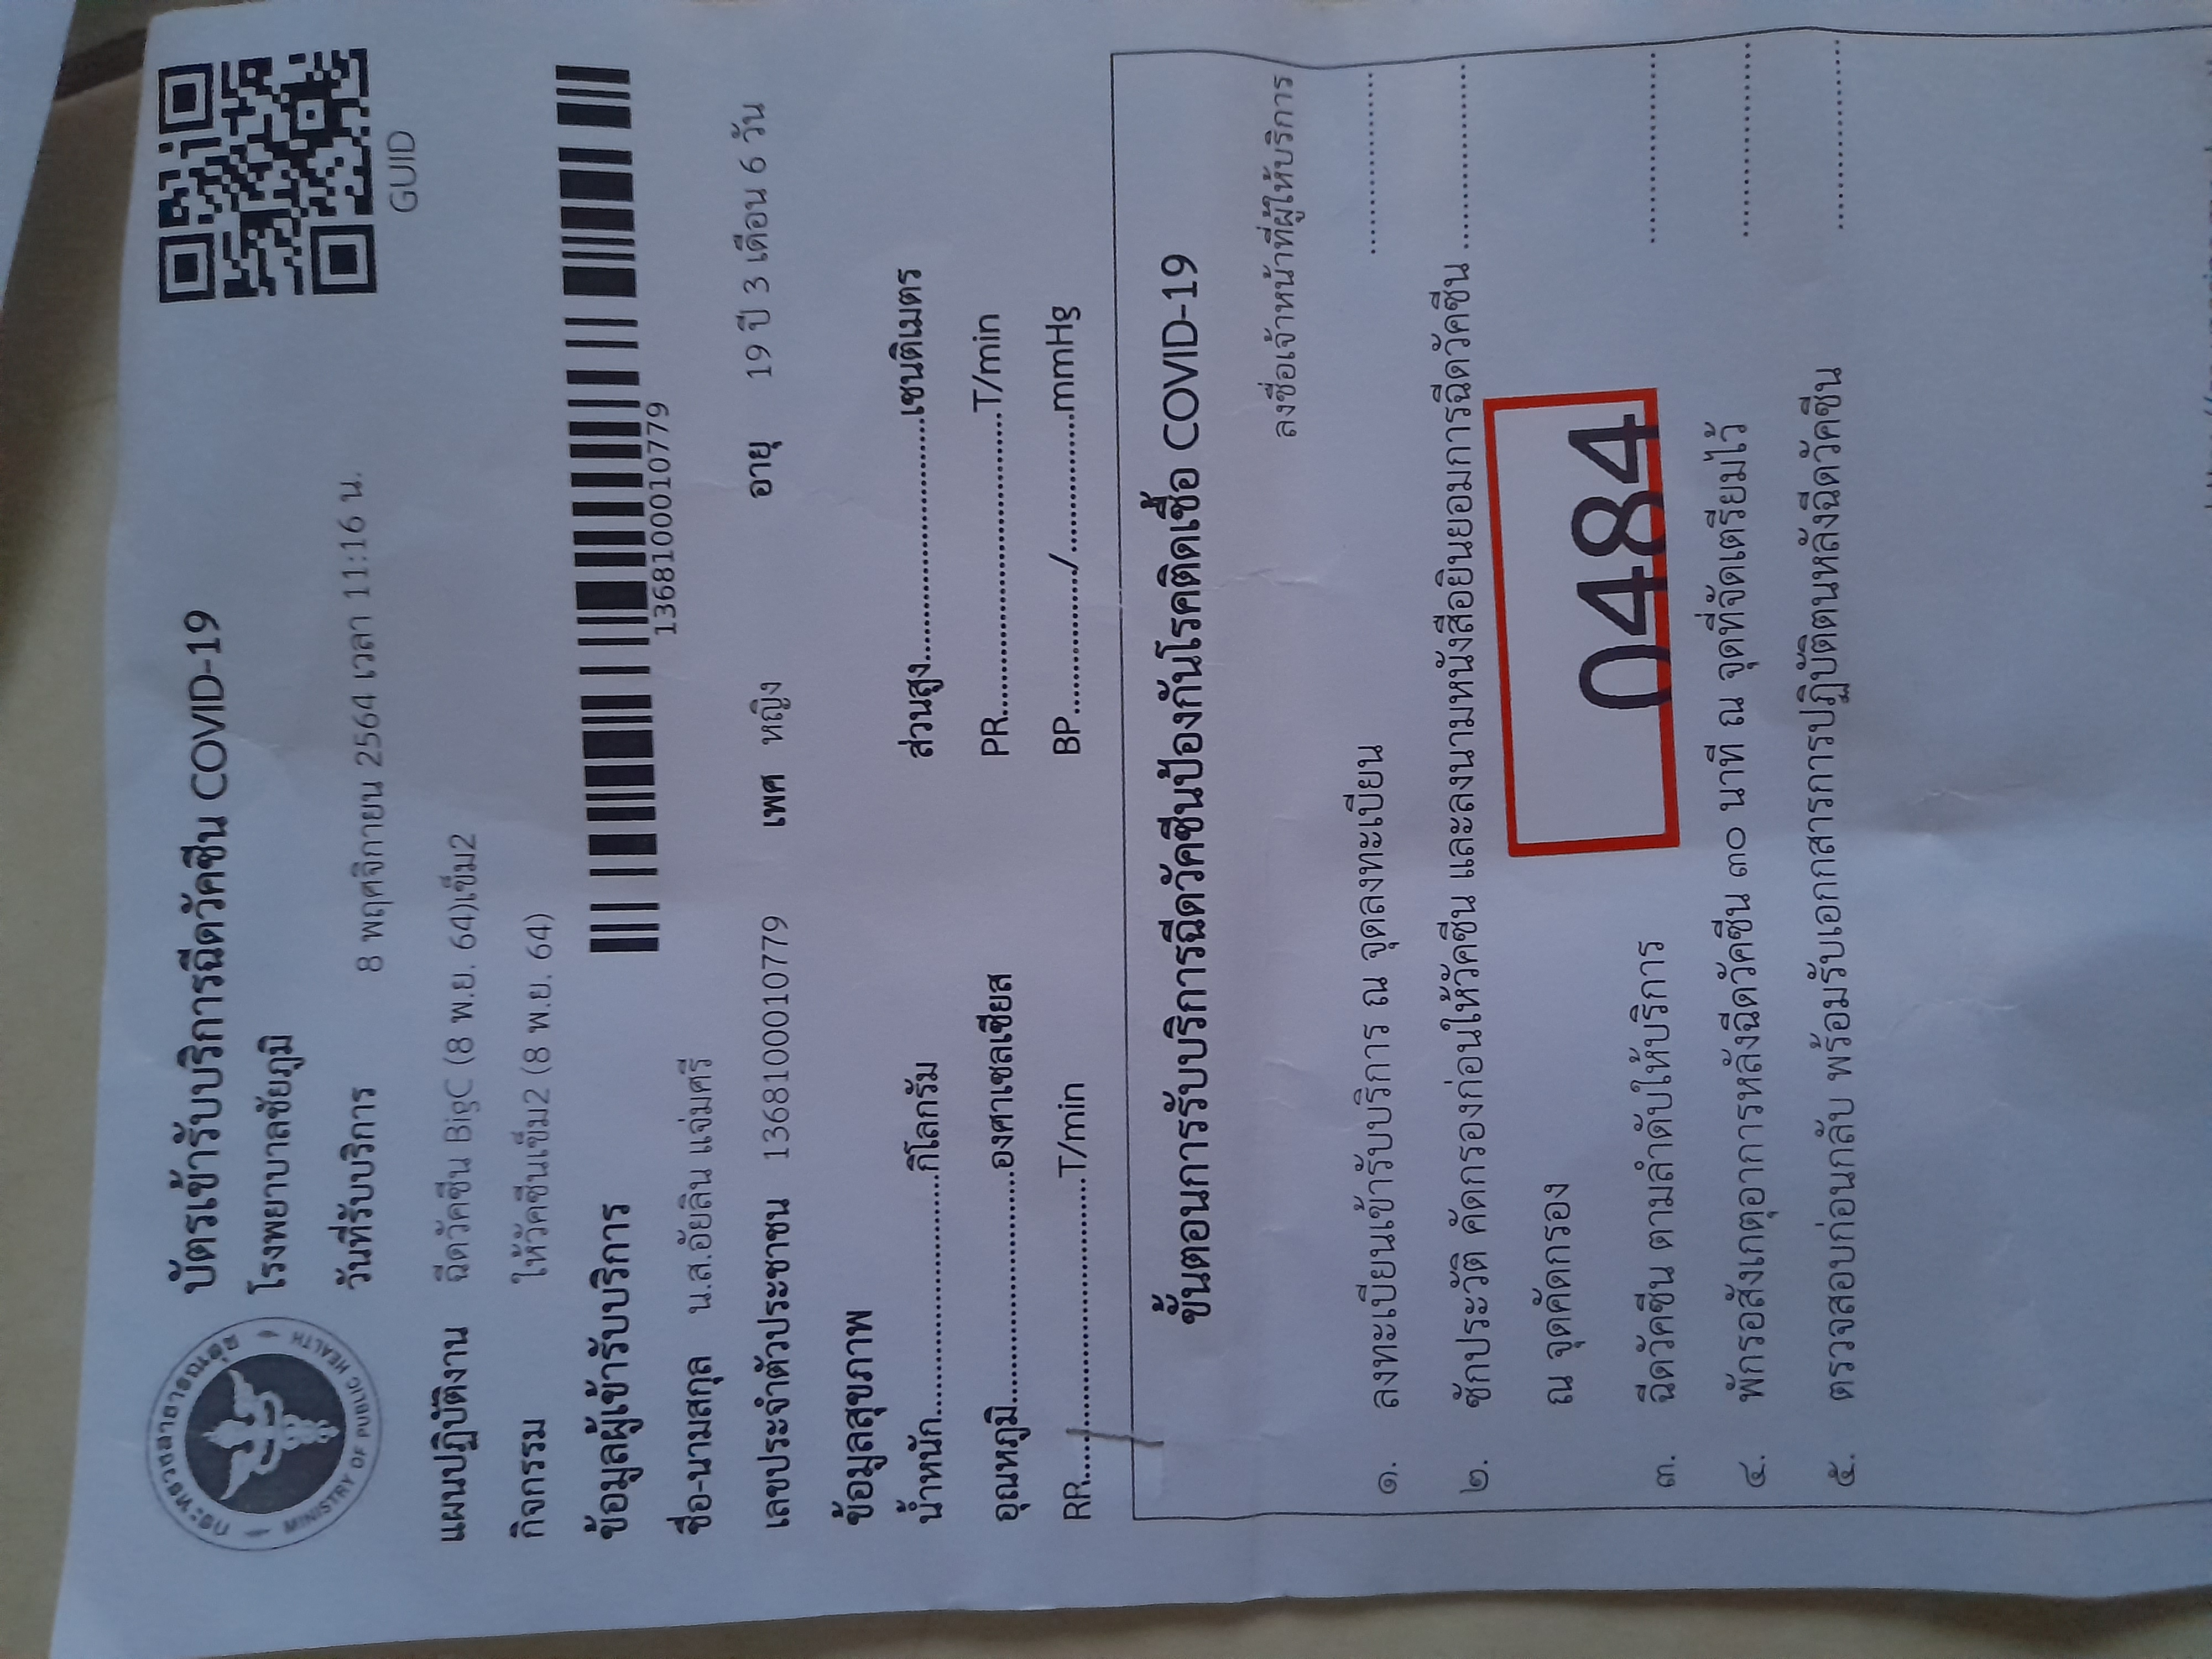 กระทรวงสาธารณสุข
MINISTRY OF PUBLIC HEALTH
บัตรเข้ารับบริการฉีดวัคซีน COVID-19
โรงพยาบาลชัยภูมิ
วันที่รับบริการ 8 พฤศจิกายน 2564 เวลา 11:16 น.
GUID
แผนปฏิบัติงาน ฉีดวัคซีน BigC (8 พ.ย. 64)เข็ม2
กิจกรรม ให้วัคซีนเข็ม2 (8 พ.ย. 64)
ข้อมูลผู้เข้ารับบริการ
1368100010779
ชื่อ-นามสกุล น.ส.อัยลิน แจ่มศรี
เลขประจำตัวประชาชน 1368100010779 เพศ หญิง อายุ 19 ปี 3 เดือน 6 วัน
ข้อมูลสุขภาพ
น้ำหนัก...........................กิโลกรัม ส่วนสูง...........................เซนติเมตร
อุณหภูมิ..........................องศาเซลเซียส PR..................................T/min
RR..................................T/min BP................/................mmHg
ขั้นตอนการรับบริการฉีดวัคซีนป้องกันโรคติดเชื้อ COVID-19
ลงชื่อเจ้าหน้าที่ผู้ให้บริการ
๑. ลงทะเบียนเข้ารับบริการ ณ จุดลงทะเบียน ....................
๒. ซักประวัติ คัดกรองก่อนให้วัคซีน และลงนามหนังสือยินยอมการฉีดวัคซีน ....................
ณ จุดคัดกรอง
0484
๓. ฉีดวัคซีน ตามลำดับให้บริการ ....................
๔. พักรอสังเกตุอาการหลังฉีดวัคซีน ๓๐ นาที ณ จุดที่จัดเตรียมไว้ ....................
๕. ตรวจสอบก่อนกลับ พร้อมรับเอกกสารการปฏิบัติตนหลังฉีดวัคซีน ....................